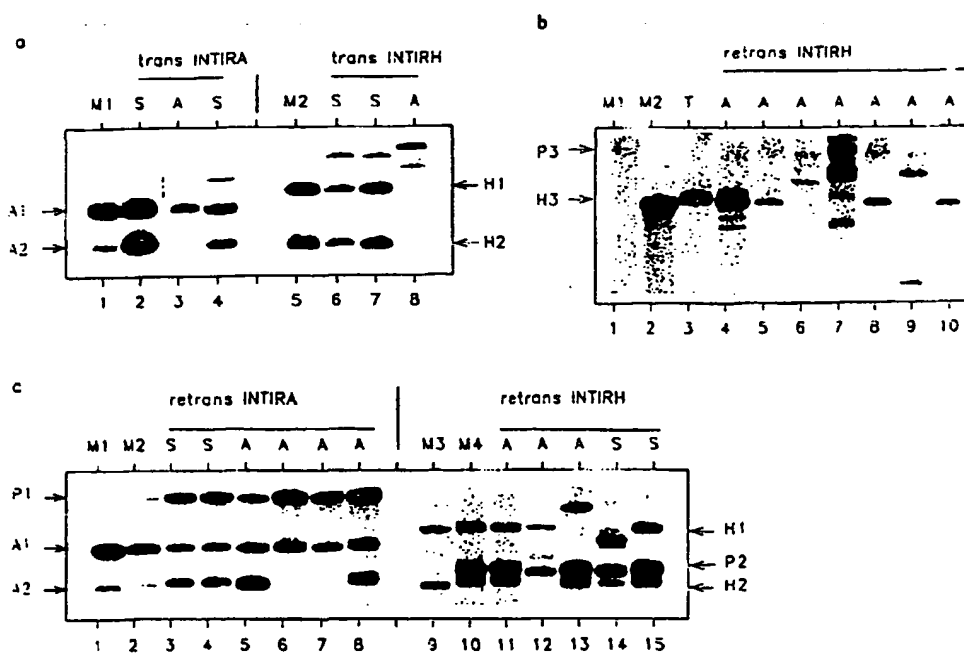 a
trans INTIRA
trans INTIRH
M1 S A S M2 S S A
A1
A2
H1
H2
1 2 3 4 5 6 7 8
b
retrans INTIRH
M1 M2 T A A A A A A A
P3
H3
1 2 3 4 5 6 7 8 9 10
c
retrans INTIRA
retrans INTIRH
M1 M2 S S A A A A M3 M4 A A A S S
P1
A1
A2
H1
P2
H2
1 2 3 4 5 6 7 8 9 10 11 12 13 14 15